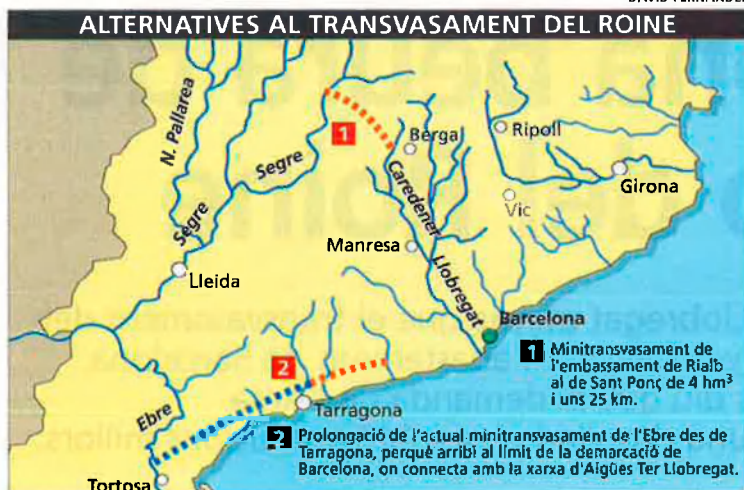 ALTERNATIVES AL TRANSVASAMENT DEL ROINE
N. Pallarea
Segre
Segre
1
Berga
Ripoll
Girona
Vic
Caredener
Manresa
Llobregat
Lleida
Barcelona
1 Minitransvasament de
l'embassament de Rialb
al de Sant Ponç de 4 hm³
i uns 25 km.
2
Ebre
Tarragona
2 Prolongació de l'actual minitransvasament de l'Ebre des de
Tarragona, perquè arribi al límit de la demarcació de
Barcelona, on connecta amb la xarxa d'Aigües Ter Llobregat.
Tortosa